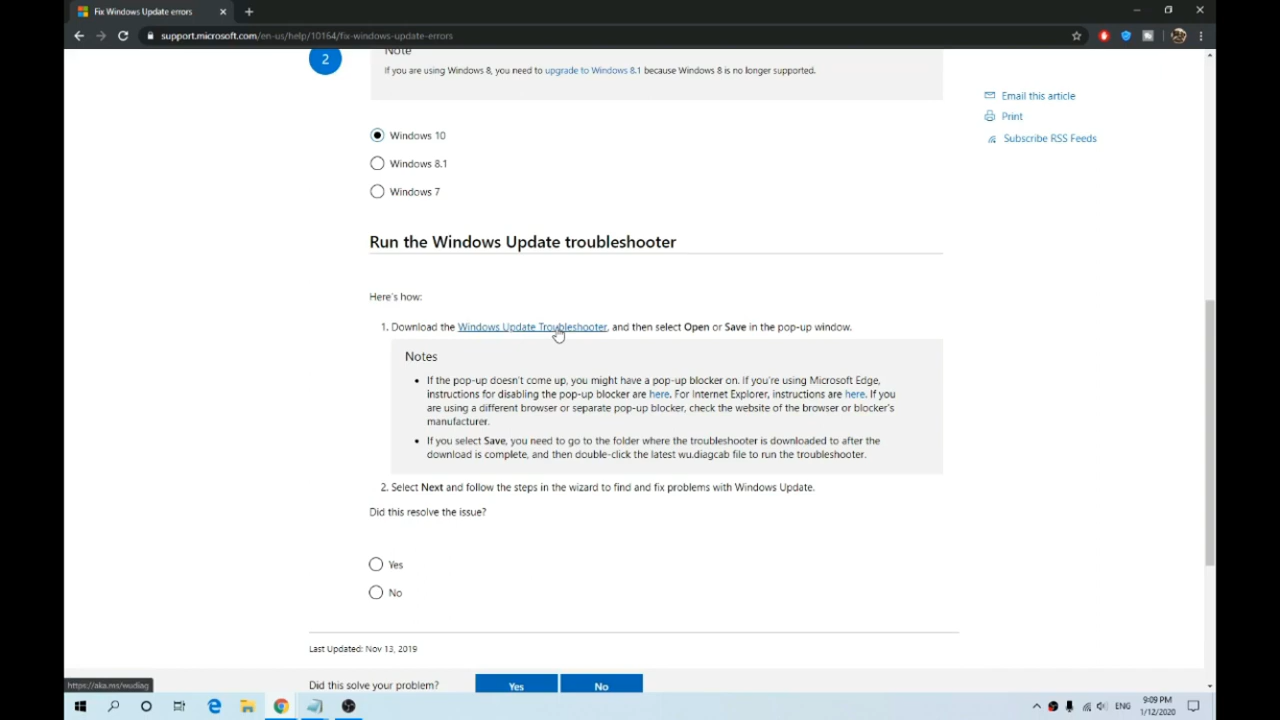 Fix Windows Update errors
support.microsoft.com/en-us/help/10164/fix-windows-update-errors
2
Note
If you are using Windows 8, you need to upgrade to Windows 8.1 because Windows 8 is no longer supported.
Email this article
Print
Subscribe RSS Feeds
Windows 10
Windows 8.1
Windows 7
Run the Windows Update troubleshooter
Here's how:
1. Download the Windows Update Troubleshooter, and then select Open or Save in the pop-up window.
Notes
• If the pop-up doesn't come up, you might have a pop-up blocker on. If you're using Microsoft Edge,
instructions for disabling the pop-up blocker are here. For Internet Explorer, instructions are here. If you
are using a different browser or separate pop-up blocker, check the website of the browser or blocker's
manufacturer.
• If you select Save, you need to go to the folder where the troubleshooter is downloaded to after the
download is complete, and then double-click the latest wu.diagcab file to run the troubleshooter.
2. Select Next and follow the steps in the wizard to find and fix problems with Windows Update.
Did this resolve the issue?
Yes
No
Last Updated: Nov 13, 2019
Did this solve your problem?
Yes
No
https://aka.ms/wudiag
ENG
9:09 PM
1/12/2020